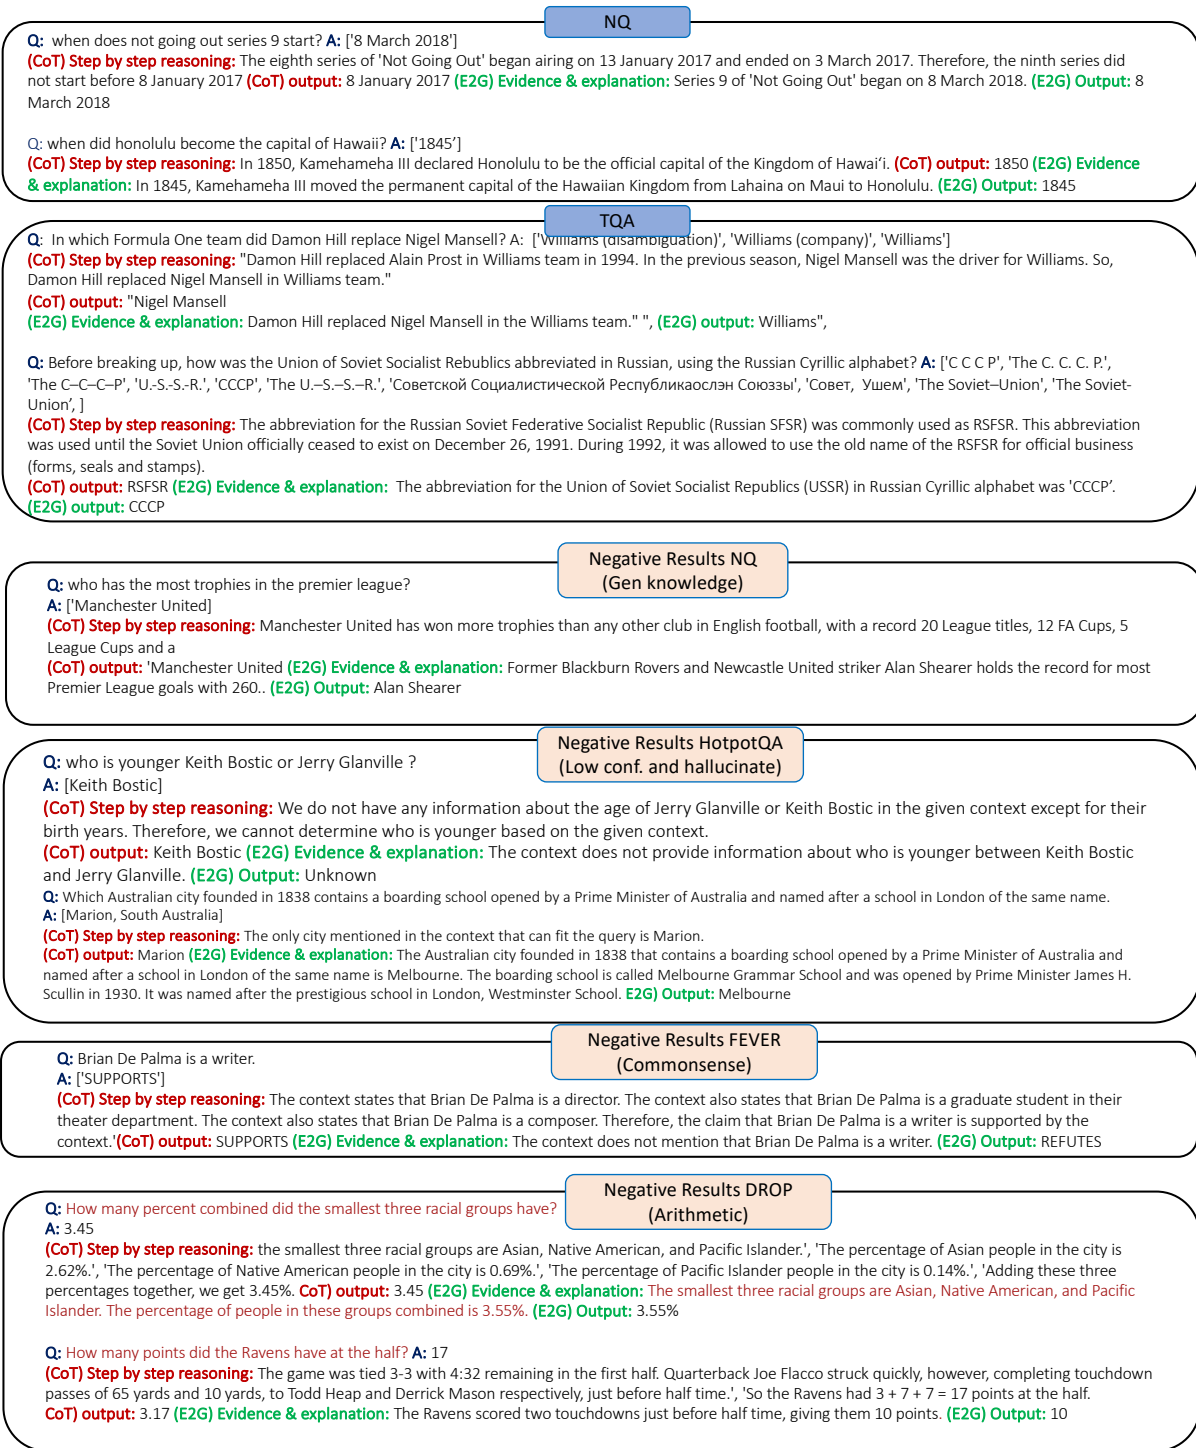 NQ
Q: when does not going out series 9 start? A: ['8 March 2018']
(CoT) Step by step reasoning: The eighth series of 'Not Going Out' began airing on 13 January 2017 and ended on 3 March 2017. Therefore, the ninth series did
not start before 8 January 2017 (CoT) output: 8 January 2017 (E2G) Evidence & explanation: Series 9 of 'Not Going Out' began on 8 March 2018. (E2G) Output: 8
March 2018
Q: when did honolulu become the capital of Hawaii? A: ['1845’]
(CoT) Step by step reasoning: In 1850, Kamehameha III declared Honolulu to be the official capital of the Kingdom of Hawai‘i. (CoT) output: 1850 (E2G) Evidence
& explanation: In 1845, Kamehameha III moved the permanent capital of the Hawaiian Kingdom from Lahaina on Maui to Honolulu. (E2G) Output: 1845
TQA
Q: In which Formula One team did Damon Hill replace Nigel Mansell? A: ['Williams (disambiguation)', 'Williams (company)', 'Williams']
(CoT) Step by step reasoning: "Damon Hill replaced Alain Prost in Williams team in 1994. In the previous season, Nigel Mansell was the driver for Williams. So,
Damon Hill replaced Nigel Mansell in Williams team."
(CoT) output: "Nigel Mansell
(E2G) Evidence & explanation: Damon Hill replaced Nigel Mansell in the Williams team." ", (E2G) output: Williams",
Q: Before breaking up, how was the Union of Soviet Socialist Rebublics abbreviated in Russian, using the Russian Cyrillic alphabet? A: ['C C C P', 'The C. C. C. P.',
'The C–C–C–P', 'U.-S.-S.-R.', 'CCCP', 'The U.–S.–S.–R.', 'Советской Социалистической Республикаослэн Союззы', 'Совет, Ушем', 'The Soviet–Union', 'The Soviet-
Union’, ]
(CoT) Step by step reasoning: The abbreviation for the Russian Soviet Federative Socialist Republic (Russian SFSR) was commonly used as RSFSR. This abbreviation
was used until the Soviet Union officially ceased to exist on December 26, 1991. During 1992, it was allowed to use the old name of the RSFSR for official business
(forms, seals and stamps).
(CoT) output: RSFSR (E2G) Evidence & explanation: The abbreviation for the Union of Soviet Socialist Republics (USSR) in Russian Cyrillic alphabet was 'CCCP’.
(E2G) output: CCCP
Negative Results NQ
(Gen knowledge)
Q: who has the most trophies in the premier league?
A: ['Manchester United]
(CoT) Step by step reasoning: Manchester United has won more trophies than any other club in English football, with a record 20 League titles, 12 FA Cups, 5
League Cups and a
(CoT) output: 'Manchester United (E2G) Evidence & explanation: Former Blackburn Rovers and Newcastle United striker Alan Shearer holds the record for most
Premier League goals with 260.. (E2G) Output: Alan Shearer
Negative Results HotpotQA
(Low conf. and hallucinate)
Q: who is younger Keith Bostic or Jerry Glanville ?
A: [Keith Bostic]
(CoT) Step by step reasoning: We do not have any information about the age of Jerry Glanville or Keith Bostic in the given context except for their
birth years. Therefore, we cannot determine who is younger based on the given context.
(CoT) output: Keith Bostic (E2G) Evidence & explanation: The context does not provide information about who is younger between Keith Bostic
and Jerry Glanville. (E2G) Output: Unknown
Q: Which Australian city founded in 1838 contains a boarding school opened by a Prime Minister of Australia and named after a school in London of the same name.
A: [Marion, South Australia]
(CoT) Step by step reasoning: The only city mentioned in the context that can fit the query is Marion.
(CoT) output: Marion (E2G) Evidence & explanation: The Australian city founded in 1838 that contains a boarding school opened by a Prime Minister of Australia and
named after a school in London of the same name is Melbourne. The boarding school is called Melbourne Grammar School and was opened by Prime Minister James H.
Scullin in 1930. It was named after the prestigious school in London, Westminster School. E2G) Output: Melbourne
Negative Results FEVER
(Commonsense)
Q: Brian De Palma is a writer.
A: ['SUPPORTS']
(CoT) Step by step reasoning: The context states that Brian De Palma is a director. The context also states that Brian De Palma is a graduate student in their
theater department. The context also states that Brian De Palma is a composer. Therefore, the claim that Brian De Palma is a writer is supported by the
context.'(CoT) output: SUPPORTS (E2G) Evidence & explanation: The context does not mention that Brian De Palma is a writer. (E2G) Output: REFUTES
Negative Results DROP
(Arithmetic)
Q: How many percent combined did the smallest three racial groups have?
A: 3.45
(CoT) Step by step reasoning: the smallest three racial groups are Asian, Native American, and Pacific Islander.', 'The percentage of Asian people in the city is
2.62%.', 'The percentage of Native American people in the city is 0.69%.', 'The percentage of Pacific Islander people in the city is 0.14%.', 'Adding these three
percentages together, we get 3.45%. CoT) output: 3.45 (E2G) Evidence & explanation: The smallest three racial groups are Asian, Native American, and Pacific
Islander. The percentage of people in these groups combined is 3.55%. (E2G) Output: 3.55%
Q: How many points did the Ravens have at the half? A: 17
(CoT) Step by step reasoning: The game was tied 3-3 with 4:32 remaining in the first half. Quarterback Joe Flacco struck quickly, however, completing touchdown
passes of 65 yards and 10 yards, to Todd Heap and Derrick Mason respectively, just before half time.', 'So the Ravens had 3 + 7 + 7 = 17 points at the half.
CoT) output: 3.17 (E2G) Evidence & explanation: The Ravens scored two touchdowns just before half time, giving them 10 points. (E2G) Output: 10